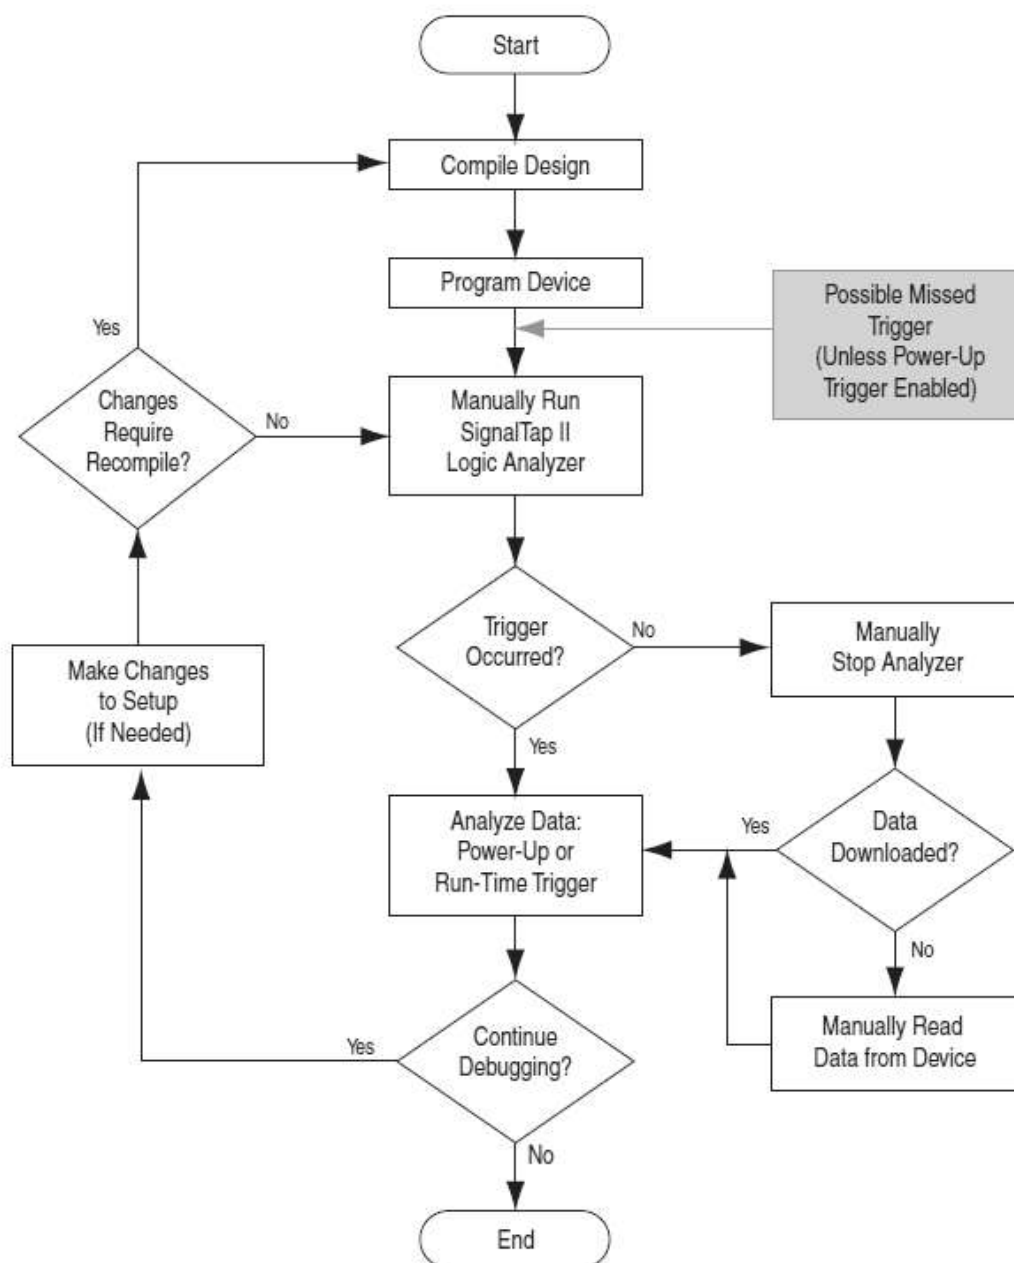 Start
Compile Design
Program Device
Possible Missed
Trigger
(Unless Power-Up
Trigger Enabled)
Yes
Changes
Require
Recompile?
No
Manually Run
SignalTap II
Logic Analyzer
Trigger
Occurred?
No
Manually
Stop Analyzer
Make Changes
to Setup
(If Needed)
Yes
Analyze Data:
Power-Up or
Run-Time Trigger
Yes
Data
Downloaded?
No
Manually Read
Data from Device
Continue
Debugging?
Yes
No
End